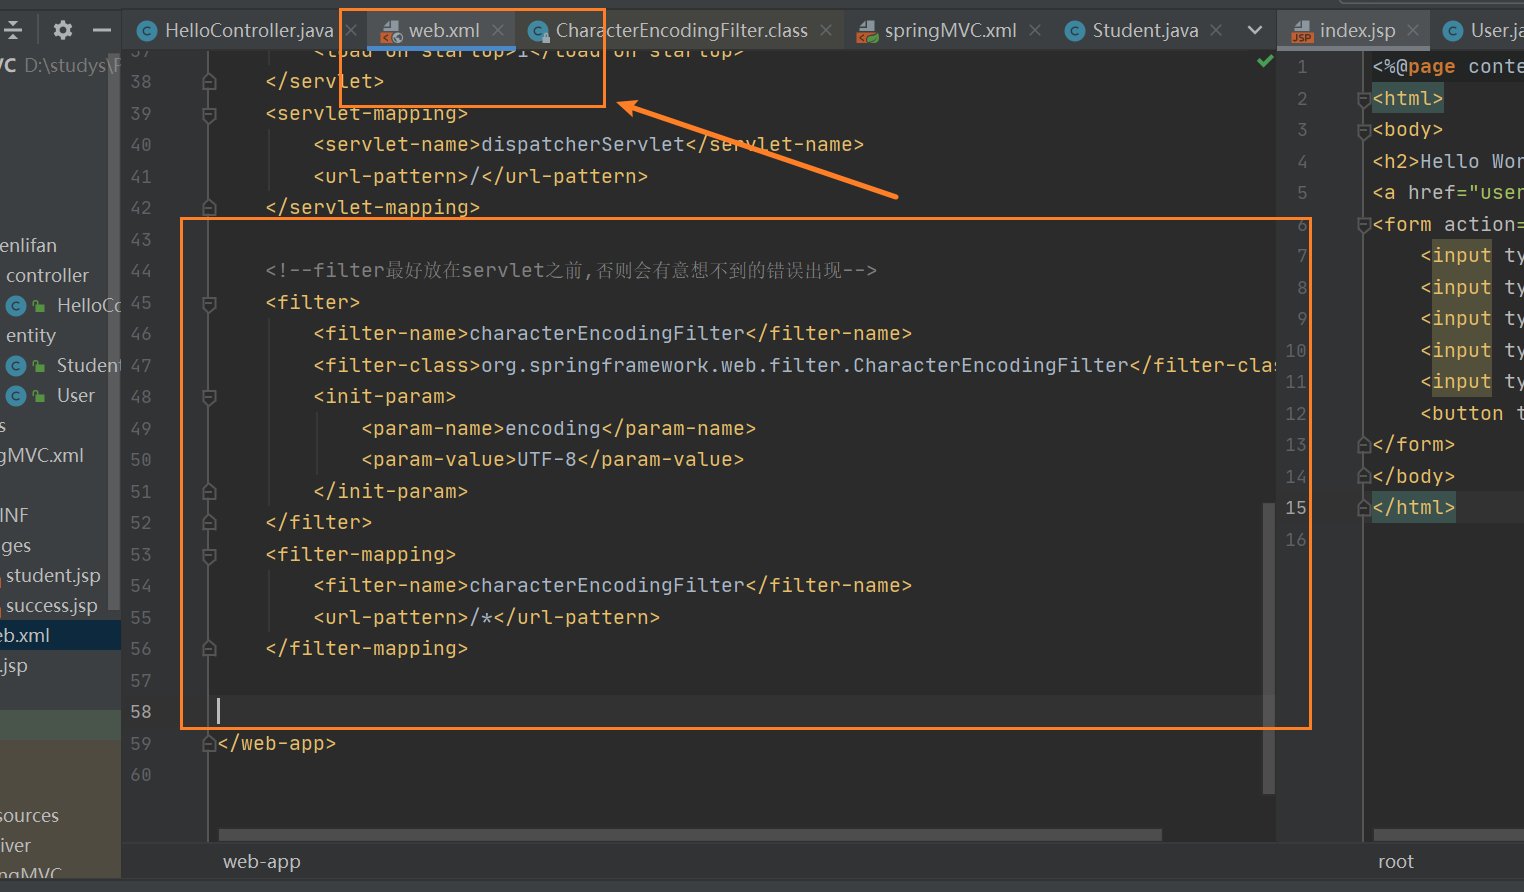 HelloController.java
web.xml
CharacterEncodingFilter.class
springMVC.xml
Student.java
index.jsp
User.ja
VC D:\studys\
enlifan
controller
HelloCo
entity
Student
User
s
gMVC.xml
INF
ges
student.jsp
success.jsp
eb.xml
.jsp
sources
iver
ngMVC
37 <load-on-startup>1</load-on-startup>
38 </servlet>
39 <servlet-mapping>
40 <servlet-name>dispatcherServlet</servlet-name>
41 <url-pattern>/</url-pattern>
42 </servlet-mapping>
43
44 <!--filter最好放在servlet之前,否则会有意想不到的错误出现-->
45 <filter>
46 <filter-name>characterEncodingFilter</filter-name>
47 <filter-class>org.springframework.web.filter.CharacterEncodingFilter</filter-clas
48 <init-param>
49 <param-name>encoding</param-name>
50 <param-value>UTF-8</param-value>
51 </init-param>
52 </filter>
53 <filter-mapping>
54 <filter-name>characterEncodingFilter</filter-name>
55 <url-pattern>/*</url-pattern>
56 </filter-mapping>
57
58
59 </web-app>
60
web-app
1 <%@page conte
2 <html>
3 <body>
4 <h2>Hello Wor
5 <a href="user
6 <form action=
7 <input ty
8 <input ty
9 <input ty
10 <input ty
11 <input ty
12 <button t
13 </form>
14 </body>
15 </html>
16
root